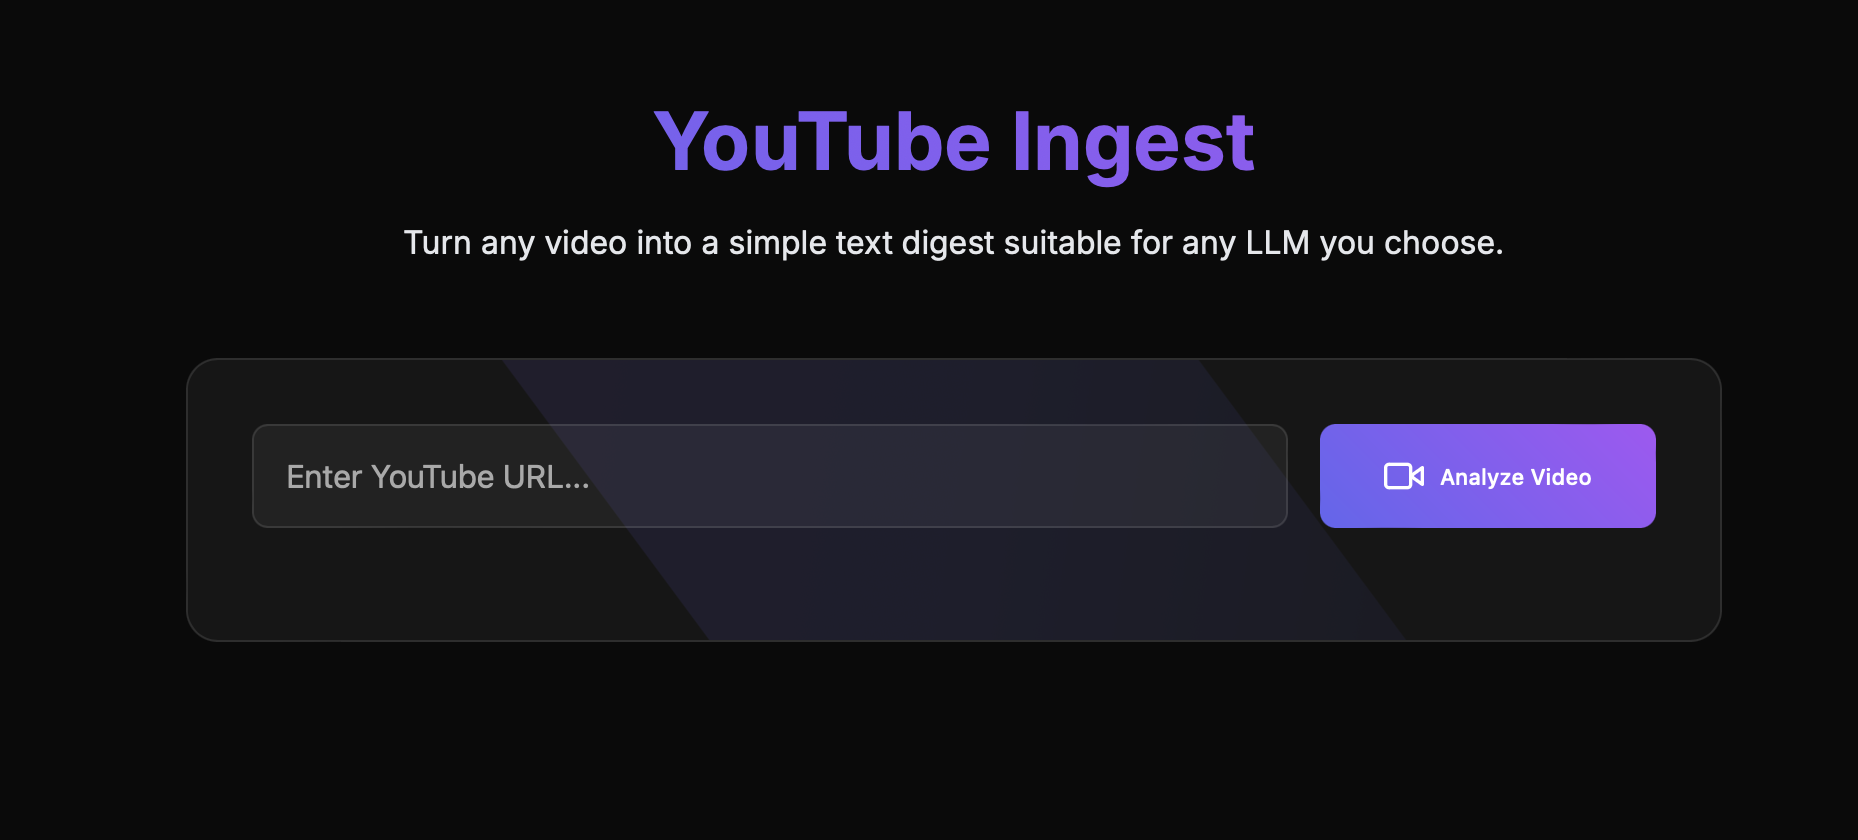 YouTube Ingest
Turn any video into a simple text digest suitable for any LLM you choose.
Enter YouTube URL...
Analyze Video